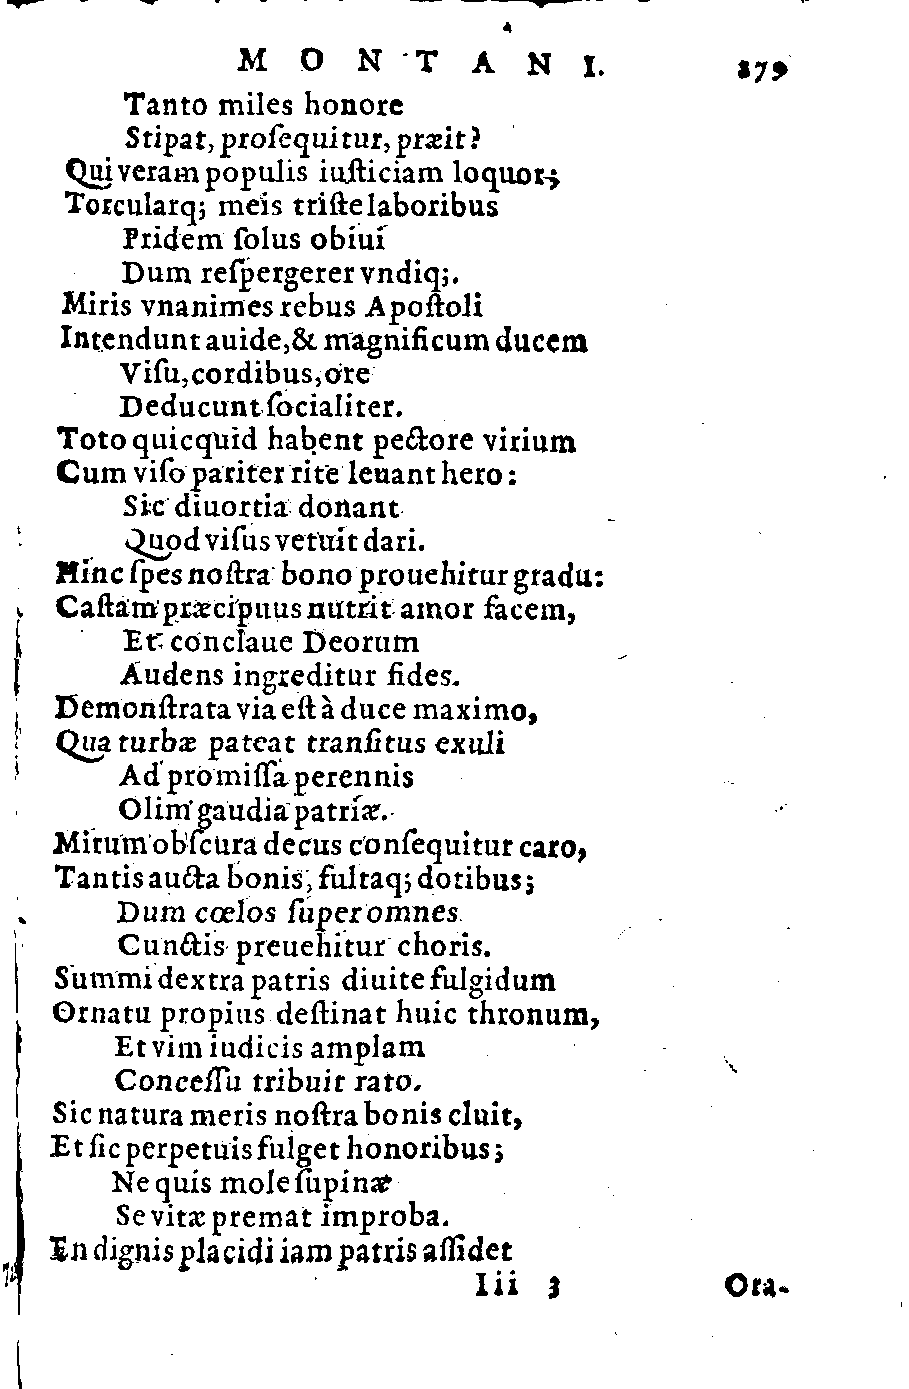 MONTANI. 279
Tanto miles honore
Stipat, proſequitur, præit?
Qui veram populis iuſticiam loquor;
Torcularq; meis triſte laboribus
Pridem ſolus obiuí
Dum reſpergerer vndiq;.
Miris vnanimes rebus Apoſtoli
Intendunt auide, & magnificum ducem
Viſu, cordibus, ore
Deducunt ſocialiter.
Toto quicquid habent pectore virium
Cum viſo pariter rite leuant hero:
Sic diuortia donant
Quod viſus vetuit dari.
Hinc ſpes noſtra bono prouehitur gradu:
Caſtam præcipuus nutrit amor facem,
Et conclaue Deorum
Audens ingreditur fides.
Demonſtrata via eſt à duce maximo,
Qua turbæ pateat tranſitus exuli
Ad promiſſa perennis
Olim gaudia patriæ.
Mirum obſcura decus conſequitur caro,
Tantis aucta bonis, fultaq; dotibus;
Dum cœlos ſuper omnes
Cunctis preuehitur choris.
Summi dextra patris diuite fulgidum
Ornatu propius deſtinat huic thronum,
Et vim iudicis amplam
Conceſſu tribuit rato.
Sic natura meris noſtra bonis cluit,
Et ſic perpetuis fulget honoribus;
Ne quis mole ſupinæ
Se vitæ premat improba.
En dignis placidi iam patris aſſidet
Iii 3 Ora-